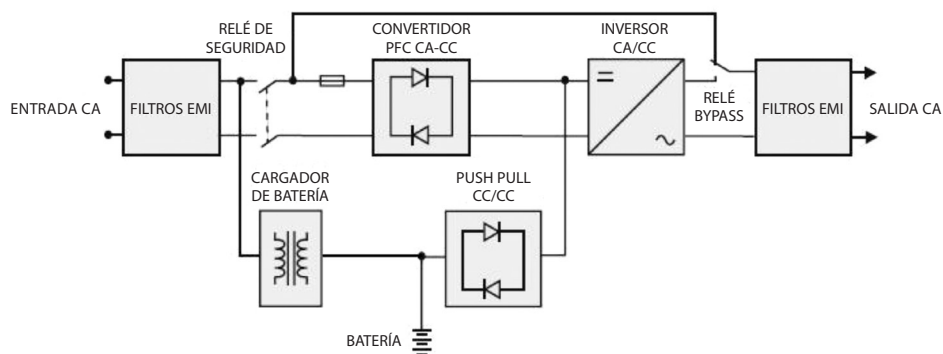 RELÉ DE
SEGURIDAD
CONVERTIDOR
PFC CA-CC
INVERSOR
CA/CC
ENTRADA CA
FILTROS EMI
RELÉ
BYPASS
FILTROS EMI
SALIDA CA
CARGADOR
DE BATERÍA
PUSH PULL
CC/CC
BATERÍA